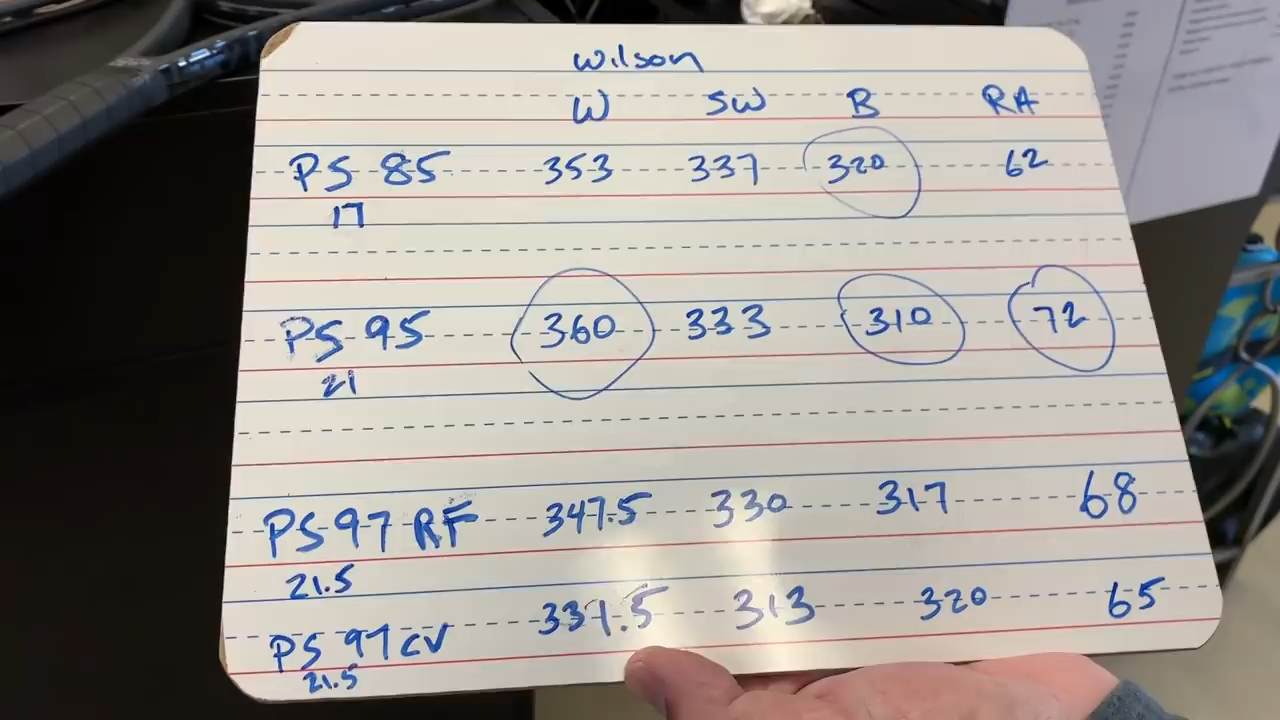 Wilson
W SW B RA
PS 85 353 337 320 62
17
PS 95 360 333 310 72
21
PS 97 RF 347.5 330 317 68
21.5
PS 97 CV 331.5 313 320 65
21.5